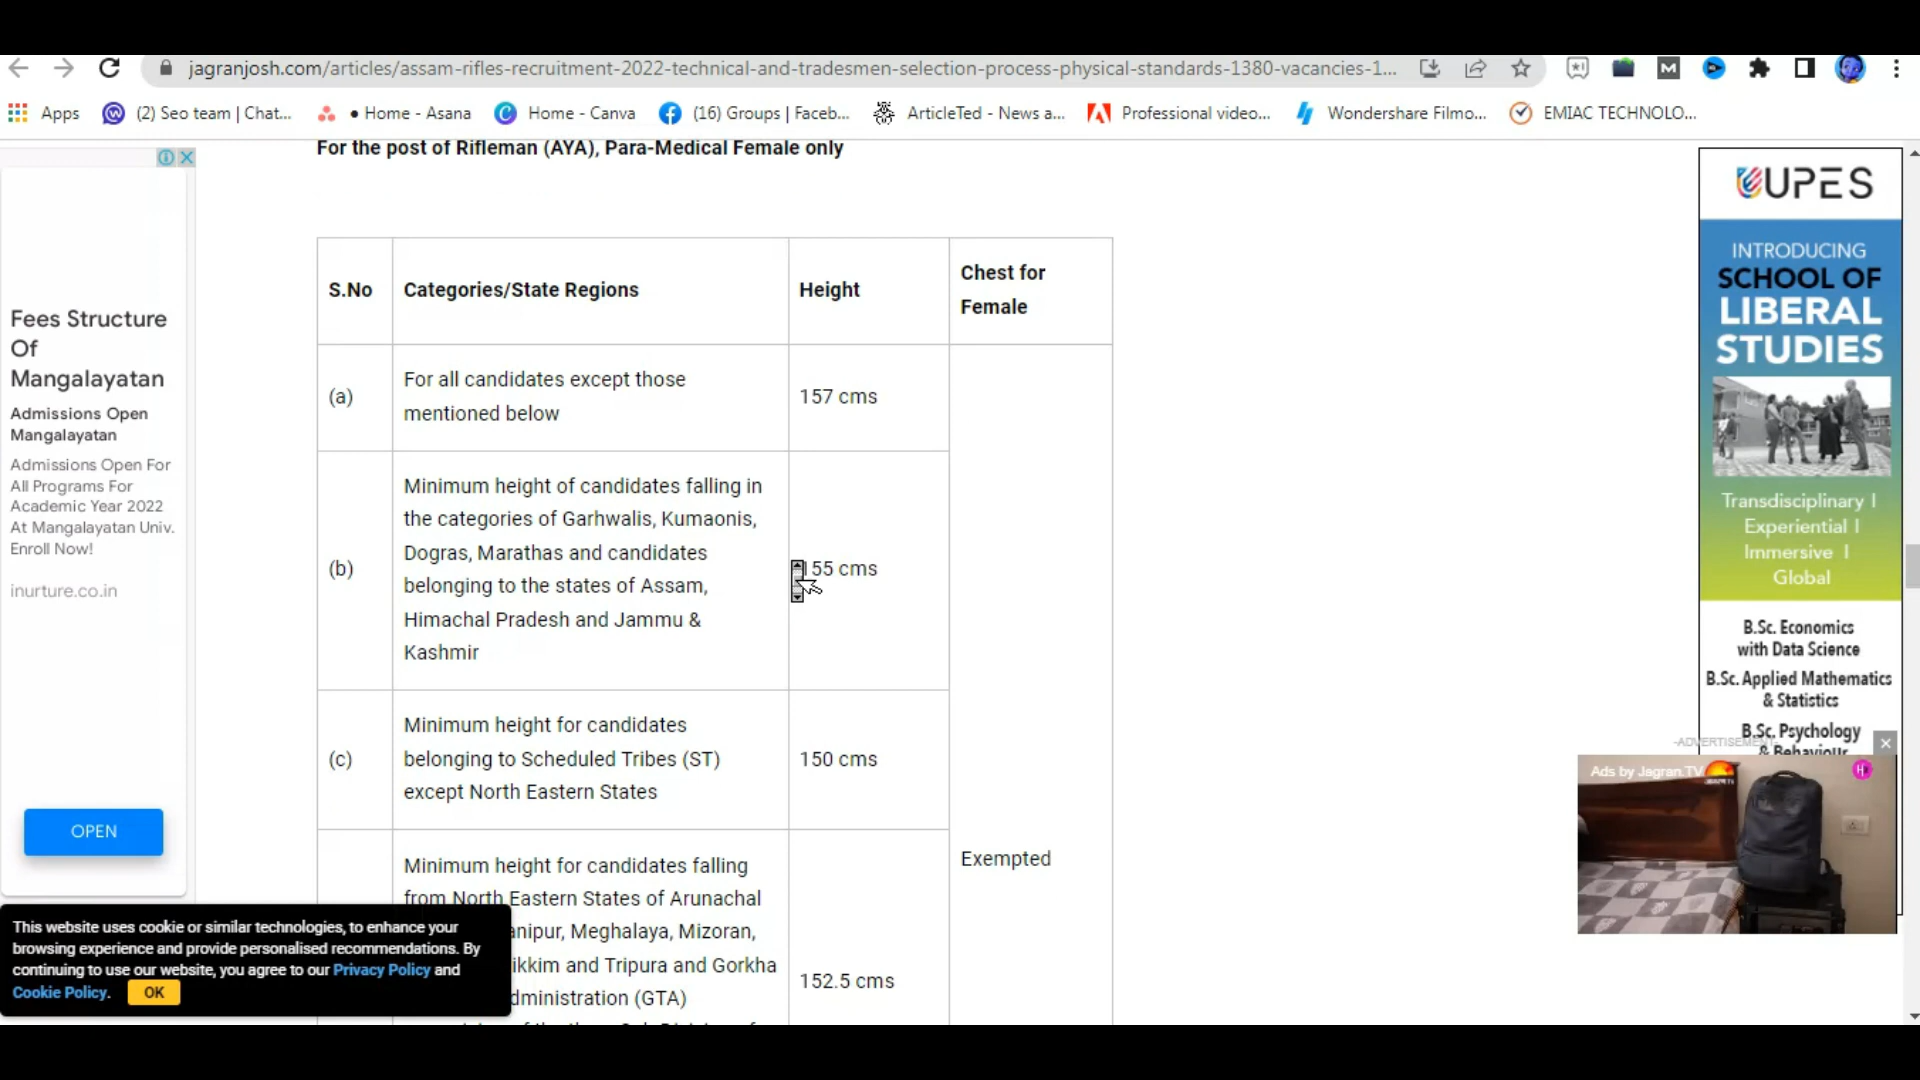 jagranjosh.com/articles/assam-rifles-recruitment-2022-technical-and-tradesmen-selection-process-physical-standards-1380-vacancies-1...
Apps
(2) Seo team | Chat...
• Home - Asana
Home - Canva
(16) Groups | Faceb...
ArticleTed - News a...
Professional video...
Wondershare Filmo...
EMIAC TECHNOLO...
For the post of Rifleman (AYA), Para-Medical Female only
S.No Categories/State Regions Height Chest for
Female
(a) For all candidates except those
mentioned below
157 cms
(b) Minimum height of candidates falling in
the categories of Garhwalis, Kumaonis,
Dogras, Marathas and candidates
belonging to the states of Assam,
Himachal Pradesh and Jammu &
Kashmir
55 cms
(c) Minimum height for candidates
belonging to Scheduled Tribes (ST)
except North Eastern States
150 cms
Minimum height for candidates falling
from North Eastern States of Arunachal
anipur, Meghalaya, Mizoran,
ikkim and Tripura and Gorkha
dministration (GTA)
152.5 cms
Exempted
Fees Structure
Of
Mangalayatan
Admissions Open
Mangalayatan
Admissions Open For
All Programs For
Academic Year 2022
At Mangalayatan Univ.
Enroll Now!
inurture.co.in
OPEN
This website uses cookie or similar technologies, to enhance your
browsing experience and provide personalised recommendations. By
continuing to use our website, you agree to our Privacy Policy and
Cookie Policy. OK
UPES
INTRODUCING
SCHOOL OF
LIBERAL
STUDIES
Transdisciplinary |
Experiential |
Immersive |
Global
B.Sc. Economics
with Data Science
B.Sc. Applied Mathematics
& Statistics
B.Sc. Psychology
& Behaviour
-ADVERTISEMENT-
Ads by Jagran.TV